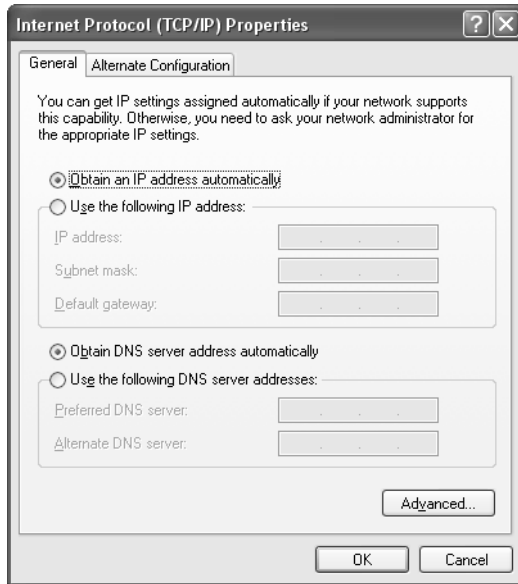 Internet Protocol (TCP/IP) Properties
General
Alternate Configuration
You can get IP settings assigned automatically if your network supports
this capability. Otherwise, you need to ask your network administrator for
the appropriate IP settings.
Obtain an IP address automatically
Use the following IP address:
IP address:
Subnet mask:
Default gateway:
Obtain DNS server address automatically
Use the following DNS server addresses:
Preferred DNS server:
Alternate DNS server:
Advanced...
OK
Cancel